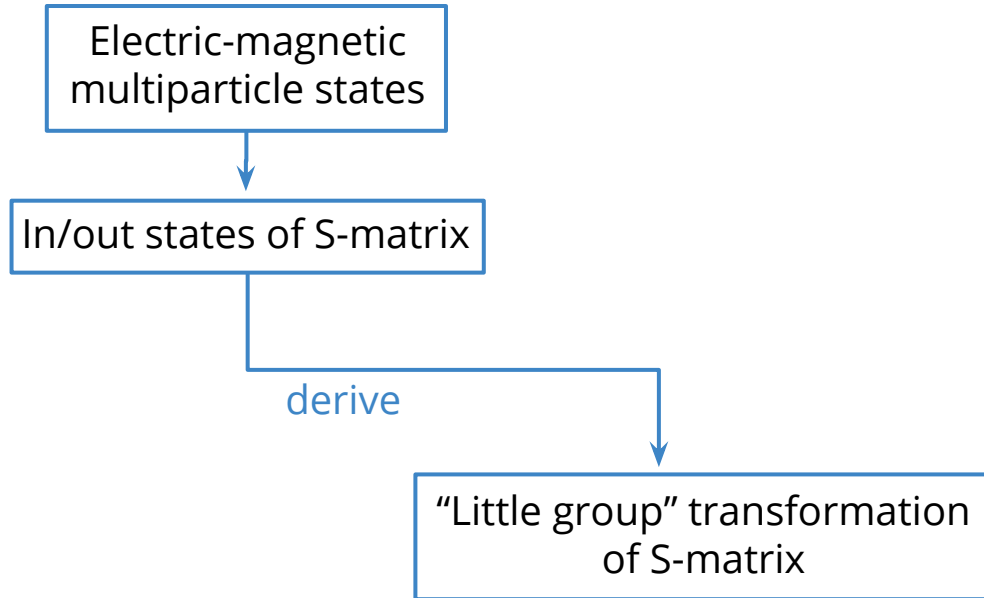 Electric-magnetic
multiparticle states
In/out states of S-matrix
derive
“Little group” transformation
of S-matrix